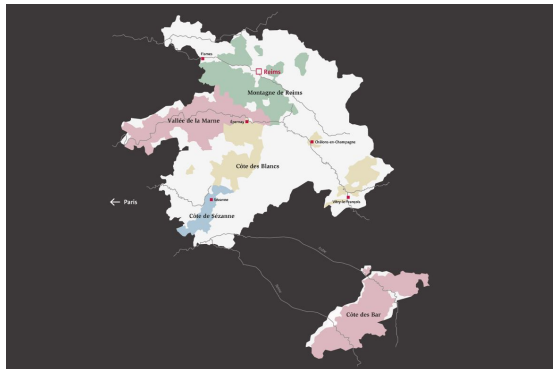 Fismes
Reims
Montagne de Reims
Vallée de la Marne
Épernay
Châlons-en-Champagne
Côte des Blancs
Vitry-le-François
Sézanne
← Paris
Côte de Sézanne
Côte des Bar